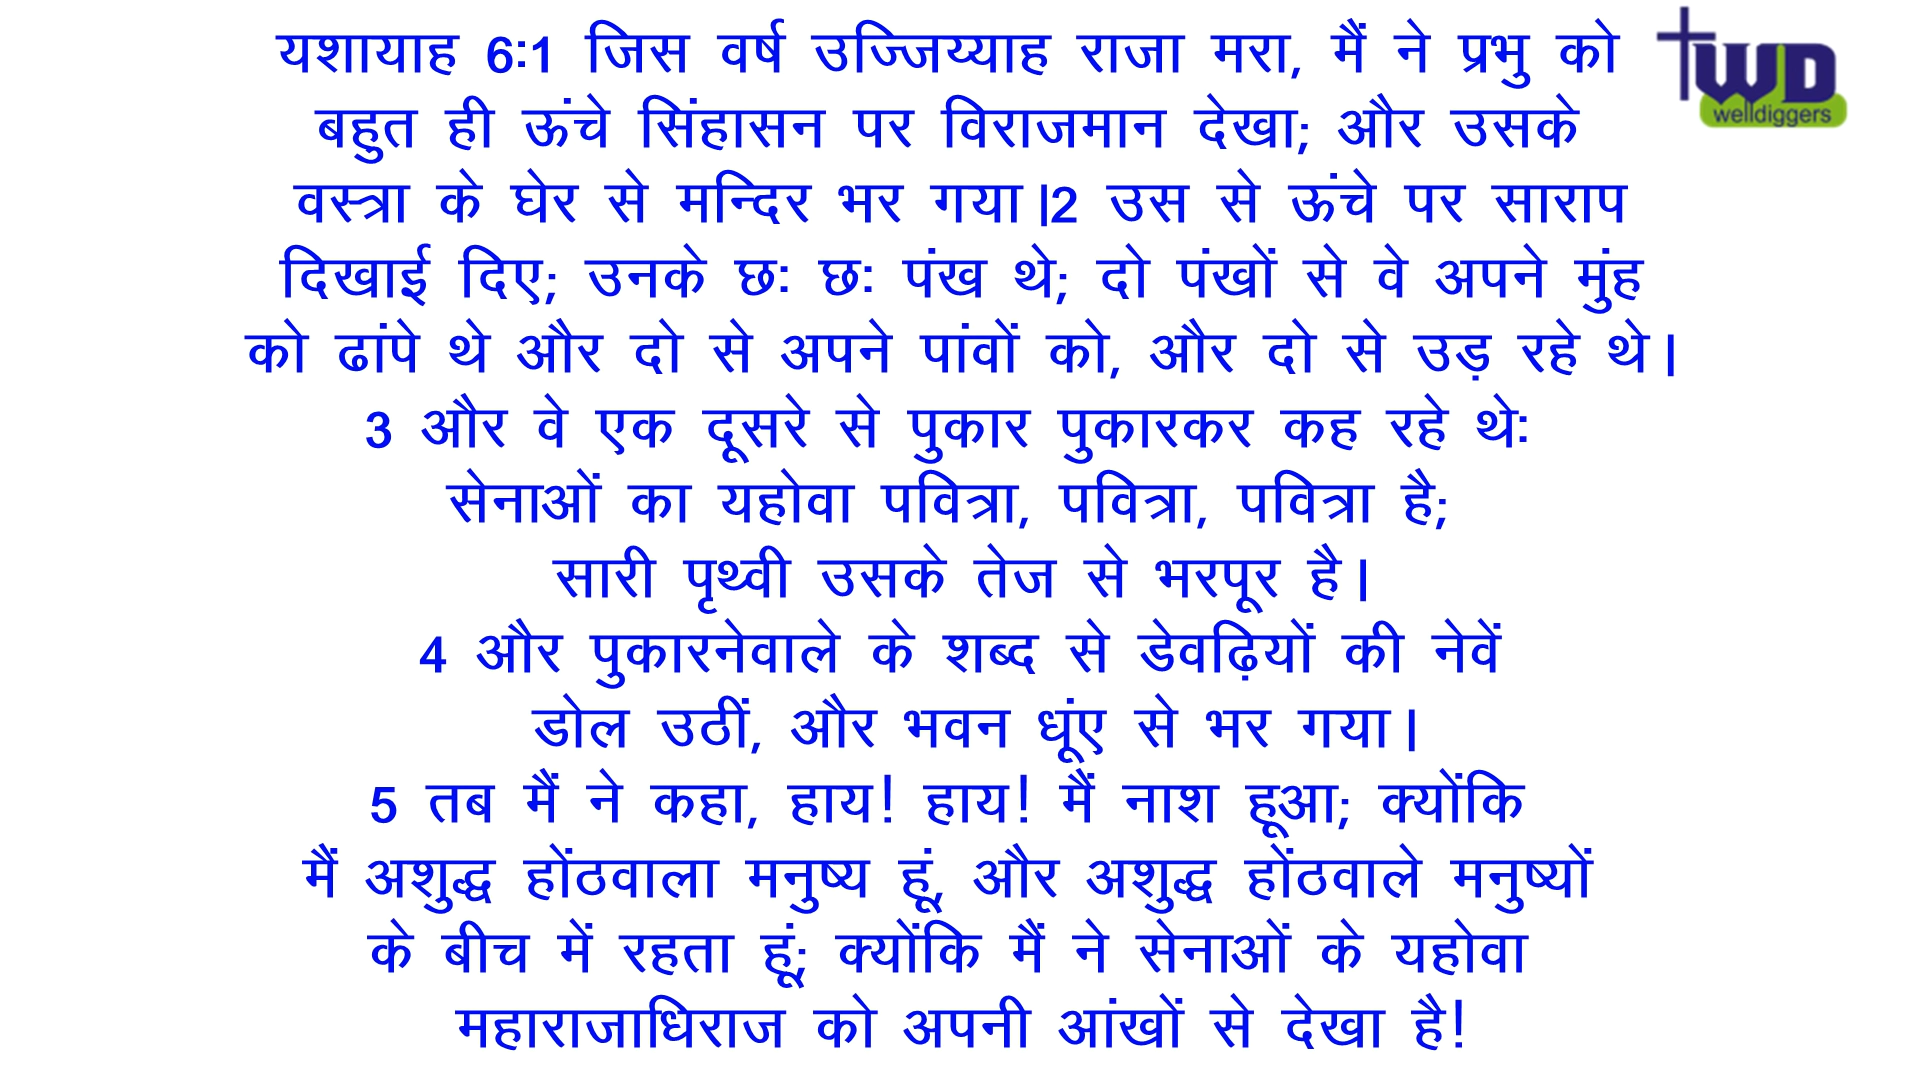 यशायाह 6:1 जिस वर्ष उज्जिय्याह राजा मरा, मैं ने प्रभु को
बहुत ही ऊंचे सिंहासन पर विराजमान देखा; और उसके
वस्त्रा के घेर से मन्दिर भर गया।2 उस से ऊंचे पर साराप
दिखाई दिए; उनके छः छः पंख थे; दो पंखों से वे अपने मुंह
को ढांपे थे और दो से अपने पांवों को, और दो से उड़ रहे थे।
3 और वे एक दूसरे से पुकार पुकारकर कह रहे थेः
सेनाओं का यहोवा पवित्रा, पवित्रा, पवित्रा है;
सारी पृथ्वी उसके तेज से भरपूर है।
4 और पुकारनेवाले के शब्द से डेवढ़ियों की नेवें
डोल उठीं, और भवन धूंए से भर गया।
5 तब मैं ने कहा, हाय! हाय! मैं नाश हूआ; क्योंकि
मैं अशुद्ध होंठवाला मनुष्य हूं, और अशुद्ध होंठवाले मनुष्यों
के बीच में रहता हूं; क्योंकि मैं ने सेनाओं के यहोवा
महाराजाधिराज को अपनी आंखों से देखा है!
WD
welldiggers